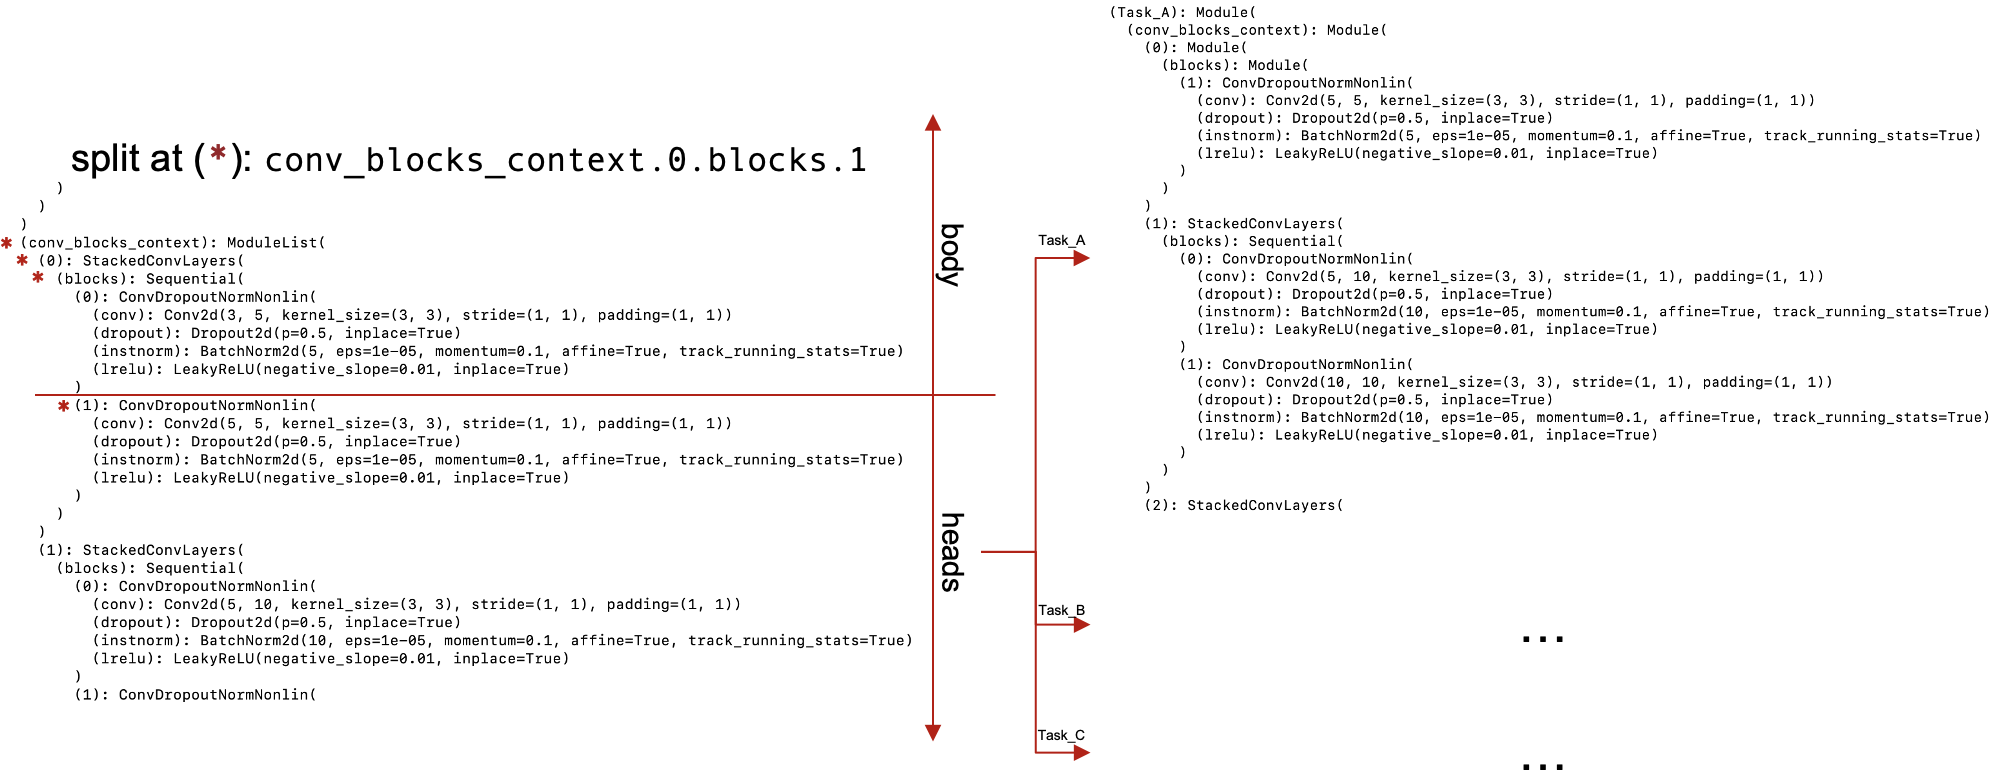 split at (*): conv_blocks_context.0.blocks.1
)
)
)
* (conv_blocks_context): ModuleList(
* (0): StackedConvLayers(
* (blocks): Sequential(
(0): ConvDropoutNormNonlin(
(conv): Conv2d(3, 5, kernel_size=(3, 3), stride=(1, 1), padding=(1, 1))
(dropout): Dropout2d(p=0.5, inplace=True)
(instnorm): BatchNorm2d(5, eps=1e-05, momentum=0.1, affine=True, track_running_stats=True)
(lrelu): LeakyReLU(negative_slope=0.01, inplace=True)
)
* (1): ConvDropoutNormNonlin(
(conv): Conv2d(5, 5, kernel_size=(3, 3), stride=(1, 1), padding=(1, 1))
(dropout): Dropout2d(p=0.5, inplace=True)
(instnorm): BatchNorm2d(5, eps=1e-05, momentum=0.1, affine=True, track_running_stats=True)
(lrelu): LeakyReLU(negative_slope=0.01, inplace=True)
)
)
)
(1): StackedConvLayers(
(blocks): Sequential(
(0): ConvDropoutNormNonlin(
(conv): Conv2d(5, 10, kernel_size=(3, 3), stride=(1, 1), padding=(1, 1))
(dropout): Dropout2d(p=0.5, inplace=True)
(instnorm): BatchNorm2d(10, eps=1e-05, momentum=0.1, affine=True, track_running_stats=True)
(lrelu): LeakyReLU(negative_slope=0.01, inplace=True)
)
(1): ConvDropoutNormNonlin(
body
heads
Task_A
Task_B
Task_C
(Task_A): Module(
(conv_blocks_context): Module(
(0): Module(
(blocks): Module(
(1): ConvDropoutNormNonlin(
(conv): Conv2d(5, 5, kernel_size=(3, 3), stride=(1, 1), padding=(1, 1))
(dropout): Dropout2d(p=0.5, inplace=True)
(instnorm): BatchNorm2d(5, eps=1e-05, momentum=0.1, affine=True, track_running_stats=True)
(lrelu): LeakyReLU(negative_slope=0.01, inplace=True)
)
)
)
(1): StackedConvLayers(
(blocks): Sequential(
(0): ConvDropoutNormNonlin(
(conv): Conv2d(5, 10, kernel_size=(3, 3), stride=(1, 1), padding=(1, 1))
(dropout): Dropout2d(p=0.5, inplace=True)
(instnorm): BatchNorm2d(10, eps=1e-05, momentum=0.1, affine=True, track_running_stats=True)
(lrelu): LeakyReLU(negative_slope=0.01, inplace=True)
)
(1): ConvDropoutNormNonlin(
(conv): Conv2d(10, 10, kernel_size=(3, 3), stride=(1, 1), padding=(1, 1))
(dropout): Dropout2d(p=0.5, inplace=True)
(instnorm): BatchNorm2d(10, eps=1e-05, momentum=0.1, affine=True, track_running_stats=True)
(lrelu): LeakyReLU(negative_slope=0.01, inplace=True)
)
)
)
(2): StackedConvLayers(
...
...